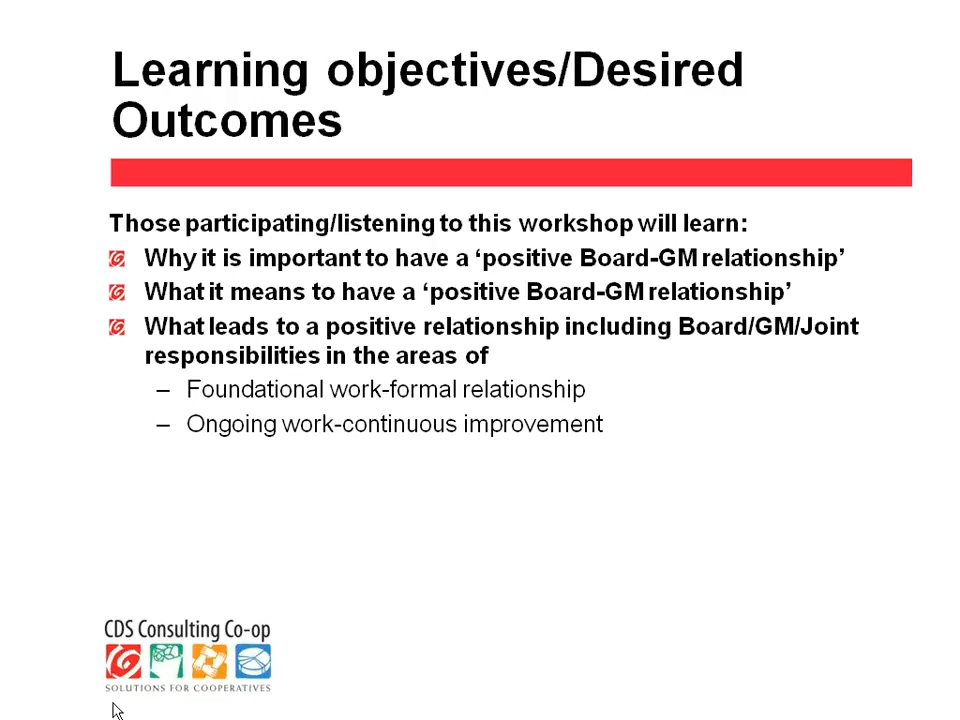 Learning objectives/Desired
Outcomes
Those participating/listening to this workshop will learn:
Why it is important to have a ‘positive Board-GM relationship’
What it means to have a ‘positive Board-GM relationship’
What leads to a positive relationship including Board/GM/Joint
responsibilities in the areas of
– Foundational work-formal relationship
– Ongoing work-continuous improvement
CDS Consulting Co-op
SOLUTIONS FOR COOPERATIVES